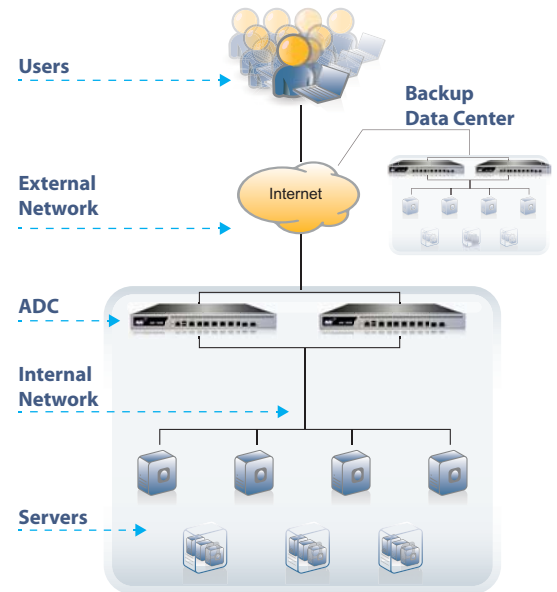 Users
Backup
Data Center
External
Network
Internet
ADC
Internal
Network
Servers